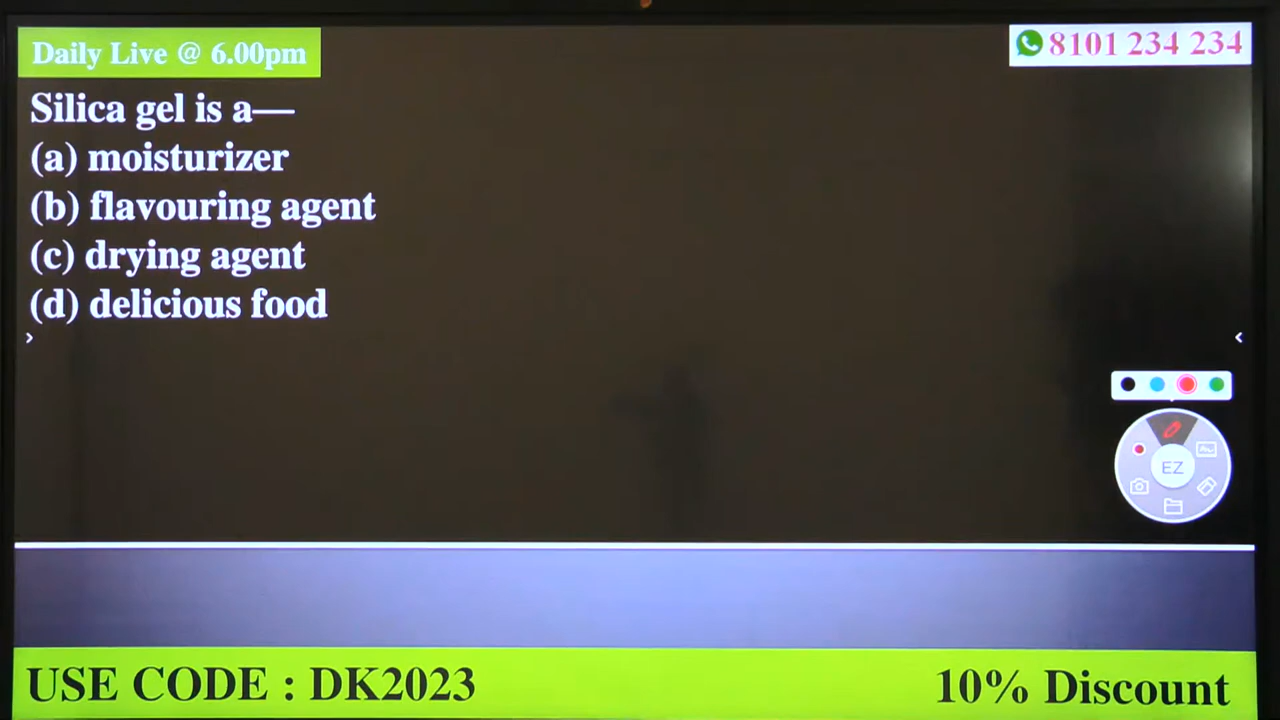 Daily Live @ 6.00pm
8101 234 234
Silica gel is a—
(a) moisturizer
(b) flavouring agent
(c) drying agent
(d) delicious food
EZ
USE CODE : DK2023
10% Discount